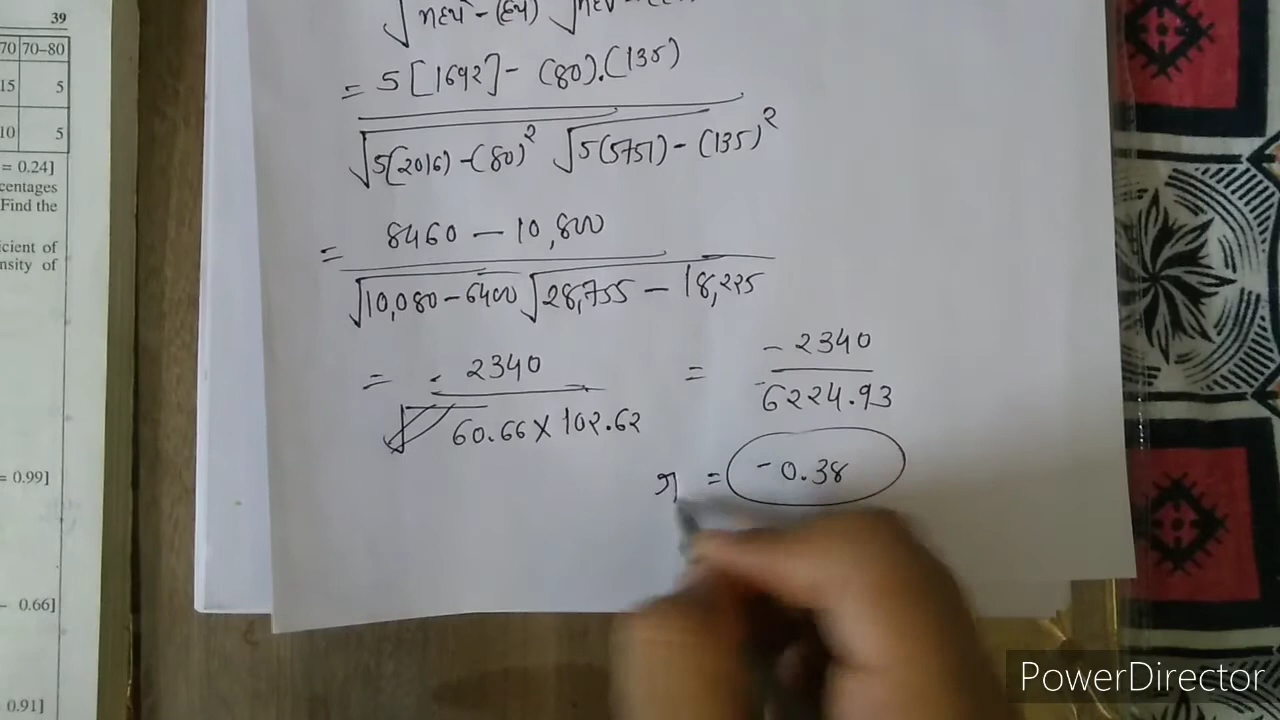 39
70 70-80
15 5
10 5
= 0.24]
centages
Find the
icient of
nsity of
= 0.99]
- 0.66]
0.91]
= 5[1692] - (80).(135)
√5(2016) - (80)² √5(5751) - (135)²
= 8460 - 10,800
√10,080 - 6400 √28,755 - 18,225
= - 2340 = - 2340
60.66 × 102.62 6224.93
r = -0.38
PowerDirector